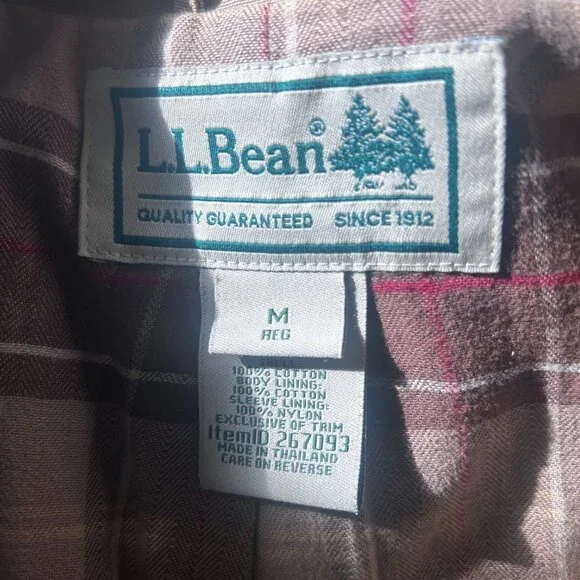 L.L.Bean®
QUALITY GUARANTEED SINCE 1912
M
REG
100% COTTON
BODY LINING:
100% COTTON
SLEEVE LINING:
100% NYLON
EXCLUSIVE OF TRIM
ItemID 267093
MADE IN THAILAND
CARE ON REVERSE